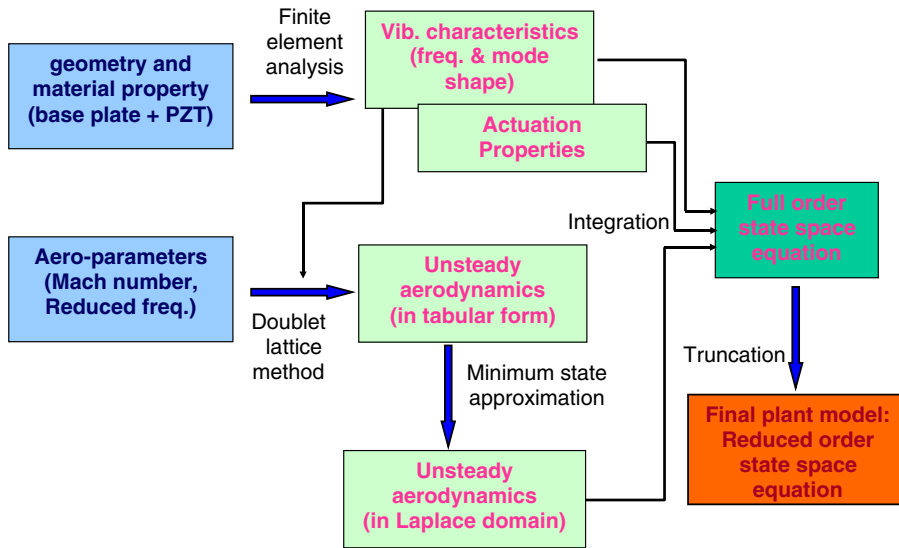 Finite
element
analysis
geometry and
material property
(base plate + PZT)
Vib. characteristics
(freq. & mode
shape)
Actuation
Properties
Integration
Full order
state space
equation
Aero-parameters
(Mach number,
Reduced freq.)
Doublet
lattice
method
Unsteady
aerodynamics
(in tabular form)
Minimum state
approximation
Truncation
Final plant model:
Reduced order
state space
equation
Unsteady
aerodynamics
(in Laplace domain)